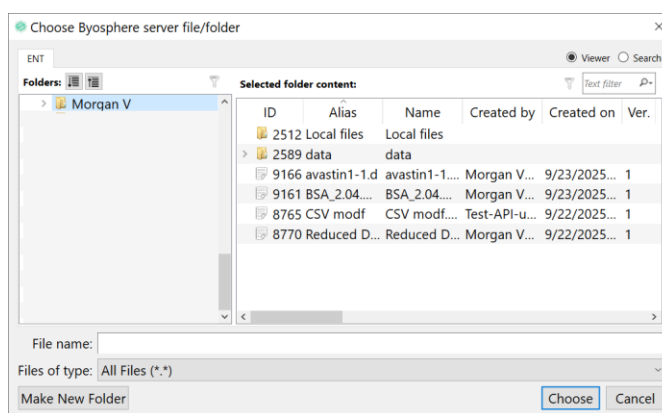 Choose Byosphere server file/folder
ENT
Viewer Search
Folders:
Selected folder content:
Text filter
Morgan V
ID Alias Name Created by Created on Ver.
2512 Local files Local files
2589 data data
9166 avastin1-1.d avastin1-1.... Morgan V... 9/23/2025... 1
9161 BSA_2.04.... BSA_2.04.... Morgan V... 9/23/2025... 1
8765 CSV modf CSV modf.... Test-API-u... 9/22/2025... 1
8770 Reduced D... Reduced D... Morgan V... 9/22/2025... 1
File name:
Files of type: All Files (*.*)
Make New Folder
Choose
Cancel